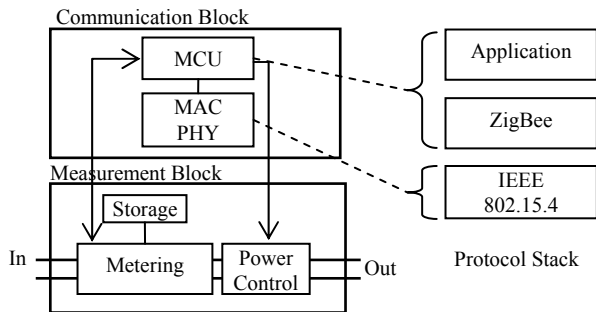 Communication Block
MCU
MAC
PHY
Application
ZigBee
IEEE
802.15.4
Protocol Stack
Measurement Block
Storage
In
Metering
Power
Control
Out